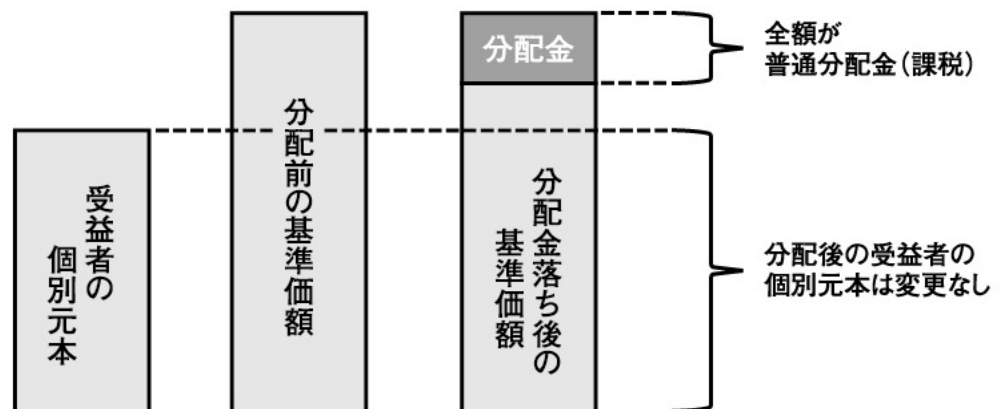 受益者の
個別元本
分配前の基準価額
分配金
分配金落ち後の
基準価額
全額が
普通分配金(課税)
分配後の受益者の
個別元本は変更なし